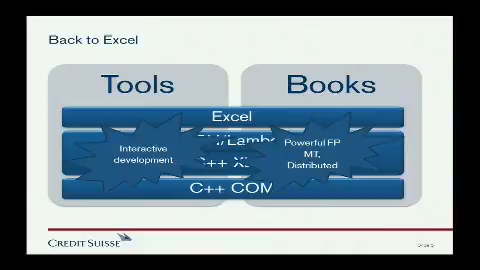 Back to Excel
Tools
Books
Excel
Interactive
development
Powerful FP
MT,
Distributed
C++
C++ COM
CREDIT SUISSE